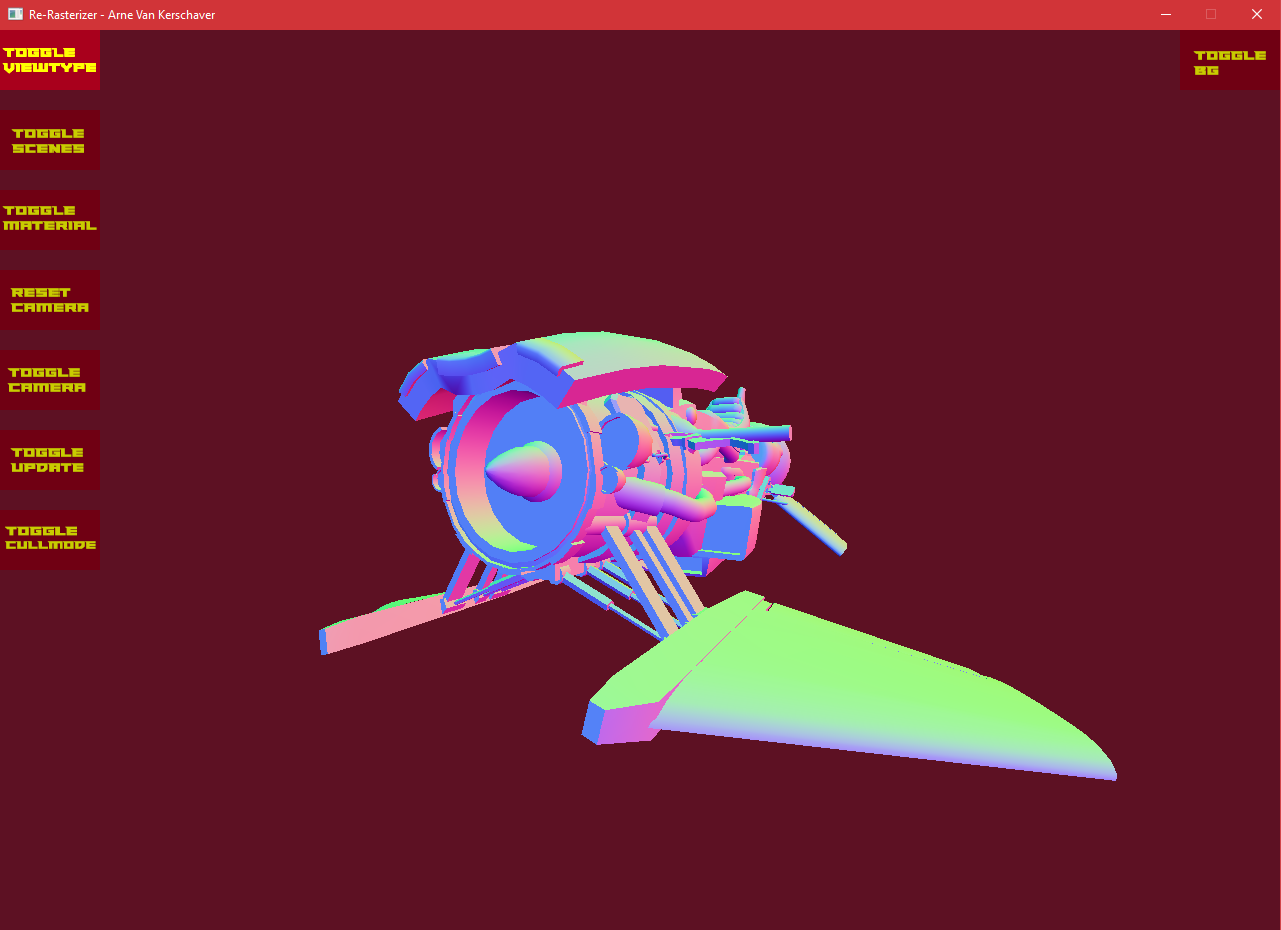 Re-Rasterizer - Arne Van Kerschaver
TOGGLE
VIEWTYPE
TOGGLE
BG
TOGGLE
SCENES
TOGGLE
MATERIAL
RESET
CAMERA
TOGGLE
CAMERA
TOGGLE
UPDATE
TOGGLE
CULLMODE